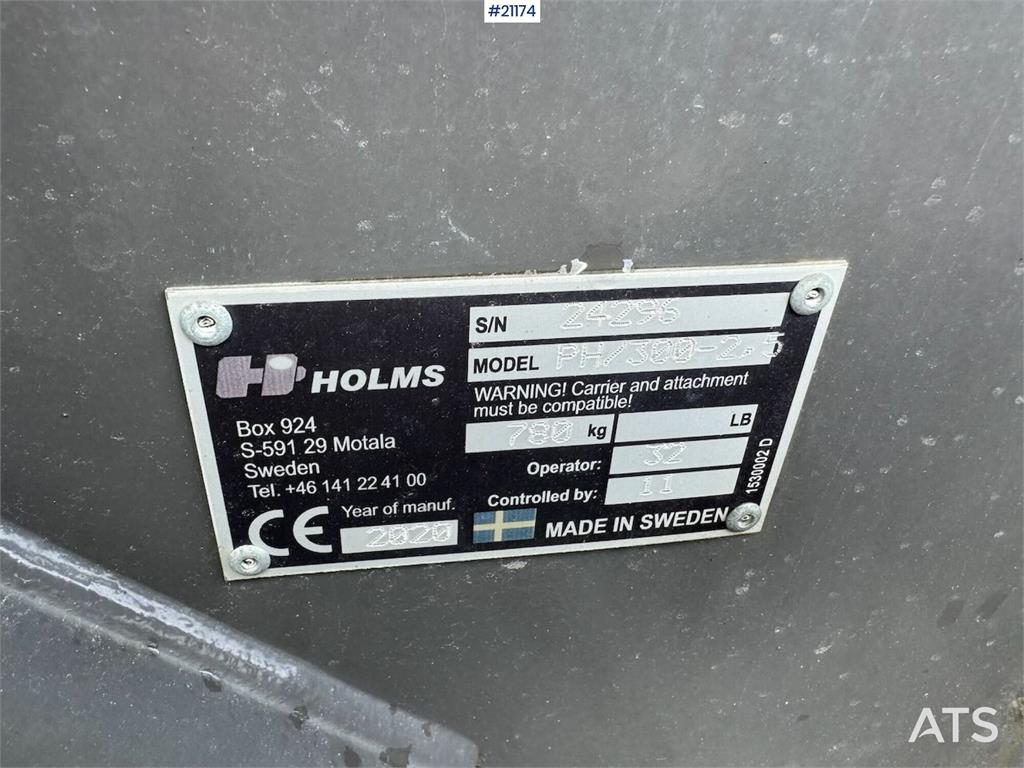 #21174
HOLMS
Box 924
S-591 29 Motala
Sweden
Tel. +46 141 22 41 00
Year of manuf.
CE 2020
S/N 24296
MODEL PH/300-2.5
WARNING! Carrier and attachment
must be compatible!
780 kg LB
Operator: 32
Controlled by: 11
MADE IN SWEDEN
1530002 D
ATS